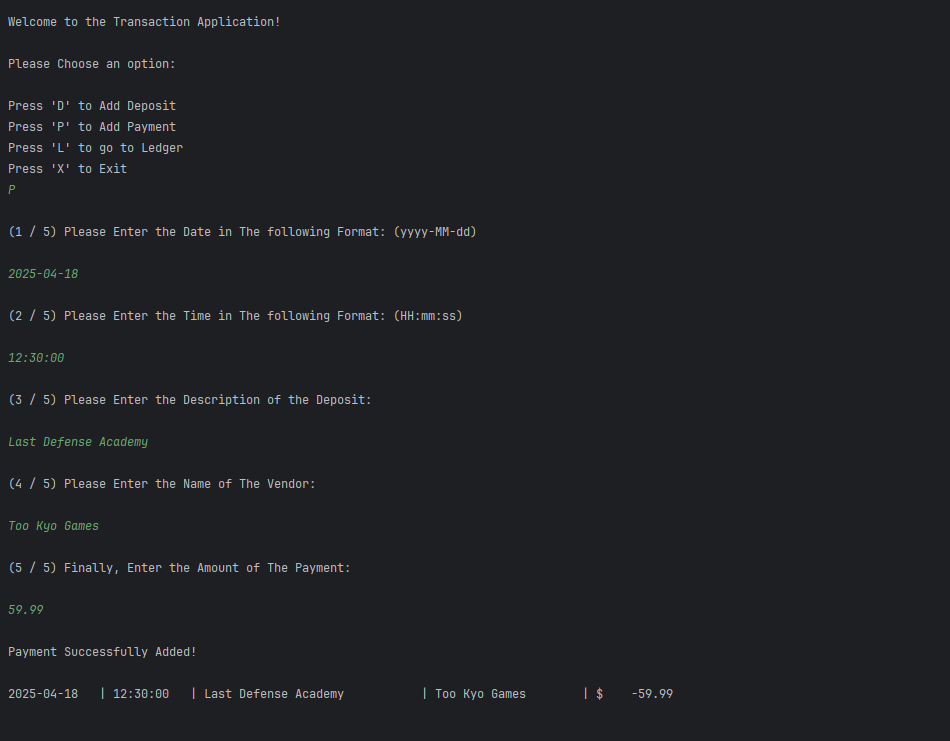 Welcome to the Transaction Application!
Please Choose an option:
Press 'D' to Add Deposit
Press 'P' to Add Payment
Press 'L' to go to Ledger
Press 'X' to Exit
P
(1 / 5) Please Enter the Date in The following Format: (yyyy-MM-dd)
2025-04-18
(2 / 5) Please Enter the Time in The following Format: (HH:mm:ss)
12:30:00
(3 / 5) Please Enter the Description of the Deposit:
Last Defense Academy
(4 / 5) Please Enter the Name of The Vendor:
Too Kyo Games
(5 / 5) Finally, Enter the Amount of The Payment:
59.99
Payment Successfully Added!
2025-04-18   | 12:30:00   | Last Defense Academy           | Too Kyo Games        | $    -59.99